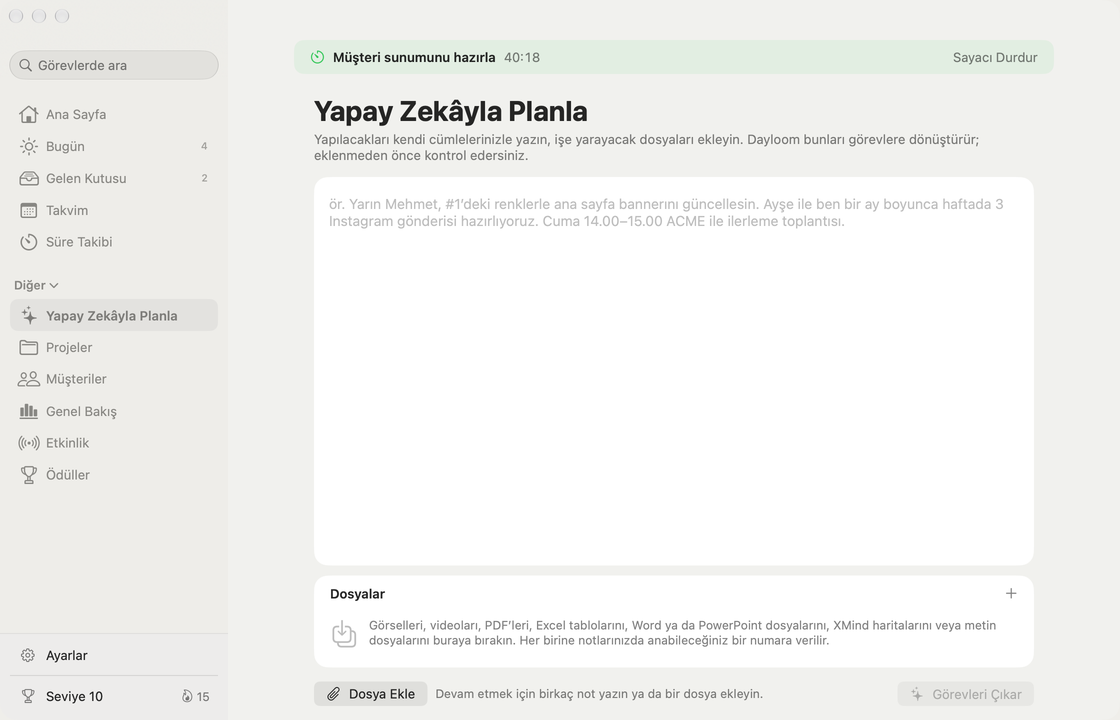 Görevlerde ara
Ana Sayfa
Bugün 4
Gelen Kutusu 2
Takvim
Süre Takibi
Diğer
Yapay Zekâyla Planla
Projeler
Müşteriler
Genel Bakış
Etkinlik
Ödüller
Ayarlar
Seviye 10 15
Müşteri sunumunu hazırla 40:18 Sayacı Durdur
Yapay Zekâyla Planla
Yapılacakları kendi cümlelerinizle yazın, işe yarayacak dosyaları ekleyin. Dayloom bunları görevlere dönüştürür;
eklenmeden önce kontrol edersiniz.
ör. Yarın Mehmet, #1'deki renklerle ana sayfa bannerını güncellesin. Ayşe ile ben bir ay boyunca haftada 3
Instagram gönderisi hazırlıyoruz. Cuma 14.00–15.00 ACME ile ilerleme toplantısı.
Dosyalar
Görselleri, videoları, PDF'leri, Excel tablolarını, Word ya da PowerPoint dosyalarını, XMind haritalarını veya metin
dosyalarını buraya bırakın. Her birine notlarınızda anabileceğiniz bir numara verilir.
Dosya Ekle Devam etmek için birkaç not yazın ya da bir dosya ekleyin. Görevleri Çıkar